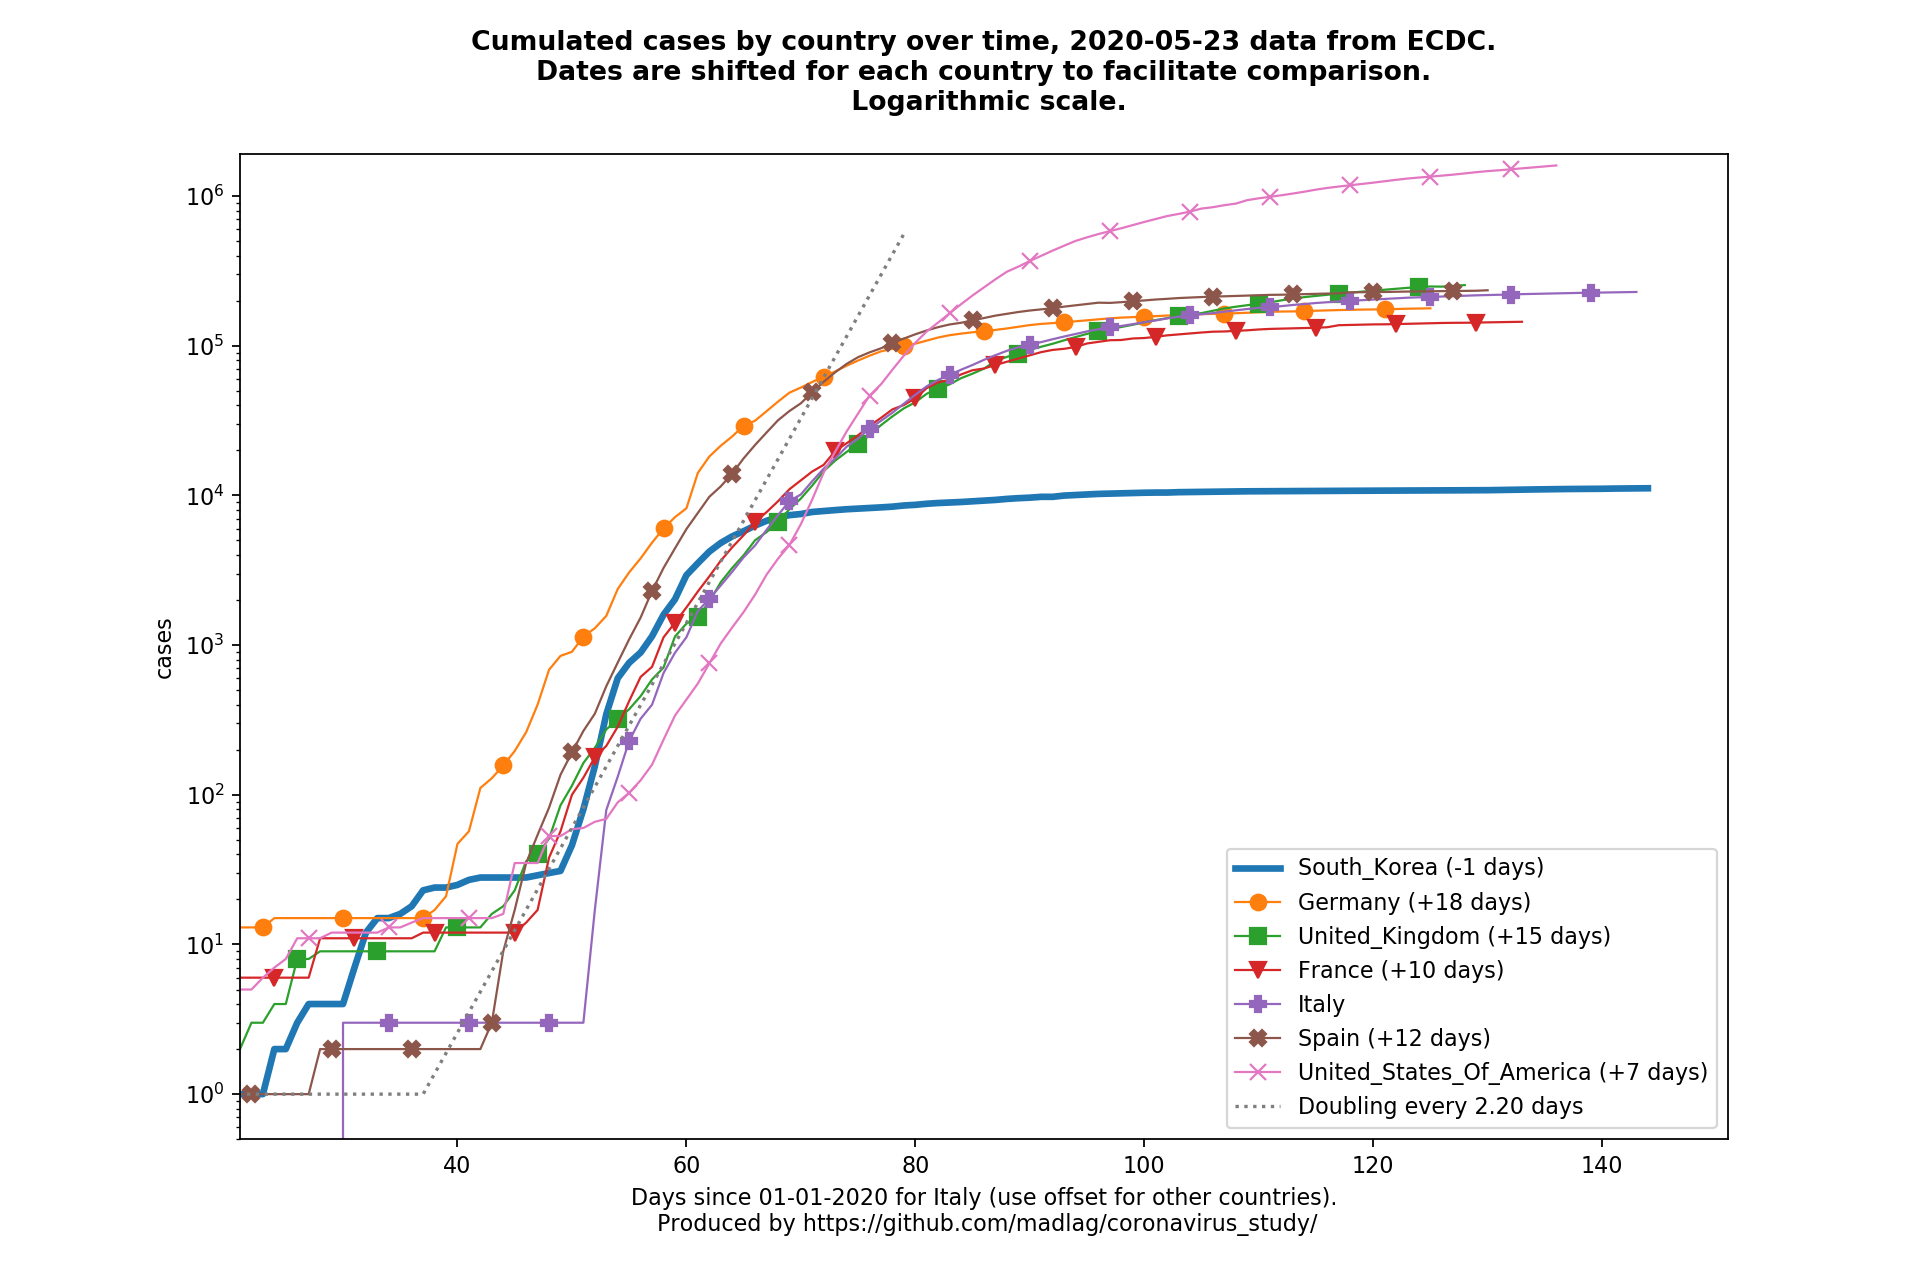 Cumulated cases by country over time, 2020-05-23 data from ECDC.
Dates are shifted for each country to facilitate comparison.
Logarithmic scale.
10^6
10^5
10^4
10^3
10^2
10^1
10^0
cases
South_Korea (-1 days)
Germany (+18 days)
United_Kingdom (+15 days)
France (+10 days)
Italy
Spain (+12 days)
United_States_Of_America (+7 days)
Doubling every 2.20 days
40 60 80 100 120 140
Days since 01-01-2020 for Italy (use offset for other countries).
Produced by https://github.com/madlag/coronavirus_study/